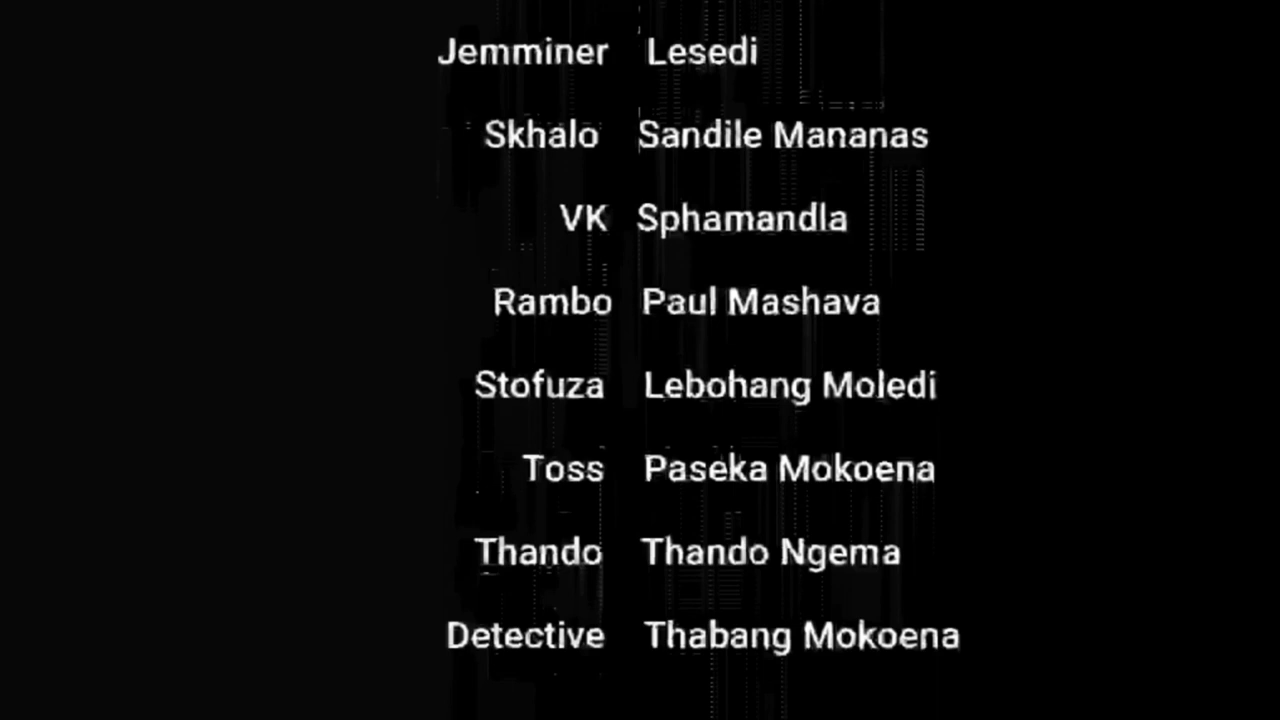 Jemminer Lesedi
Skhalo Sandile Mananas
VK Sphamandla
Rambo Paul Mashava
Stofuza Lebohang Moledi
Toss Paseka Mokoena
Thando Thando Ngema
Detective Thabang Mokoena